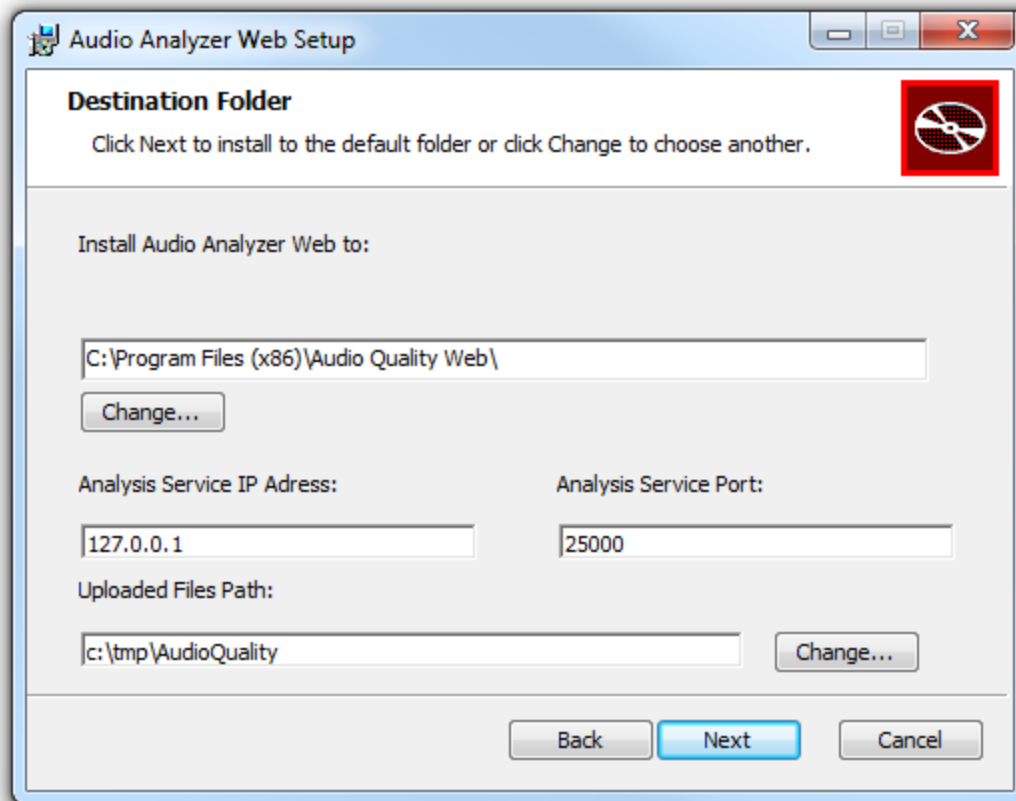 Audio Analyzer Web Setup
Destination Folder
Click Next to install to the default folder or click Change to choose another.
Install Audio Analyzer Web to:
C:\Program Files (x86)\Audio Quality Web\
Change...
Analysis Service IP Adress: Analysis Service Port:
127.0.0.1 25000
Uploaded Files Path:
c:\tmp\AudioQuality Change...
Back Next Cancel